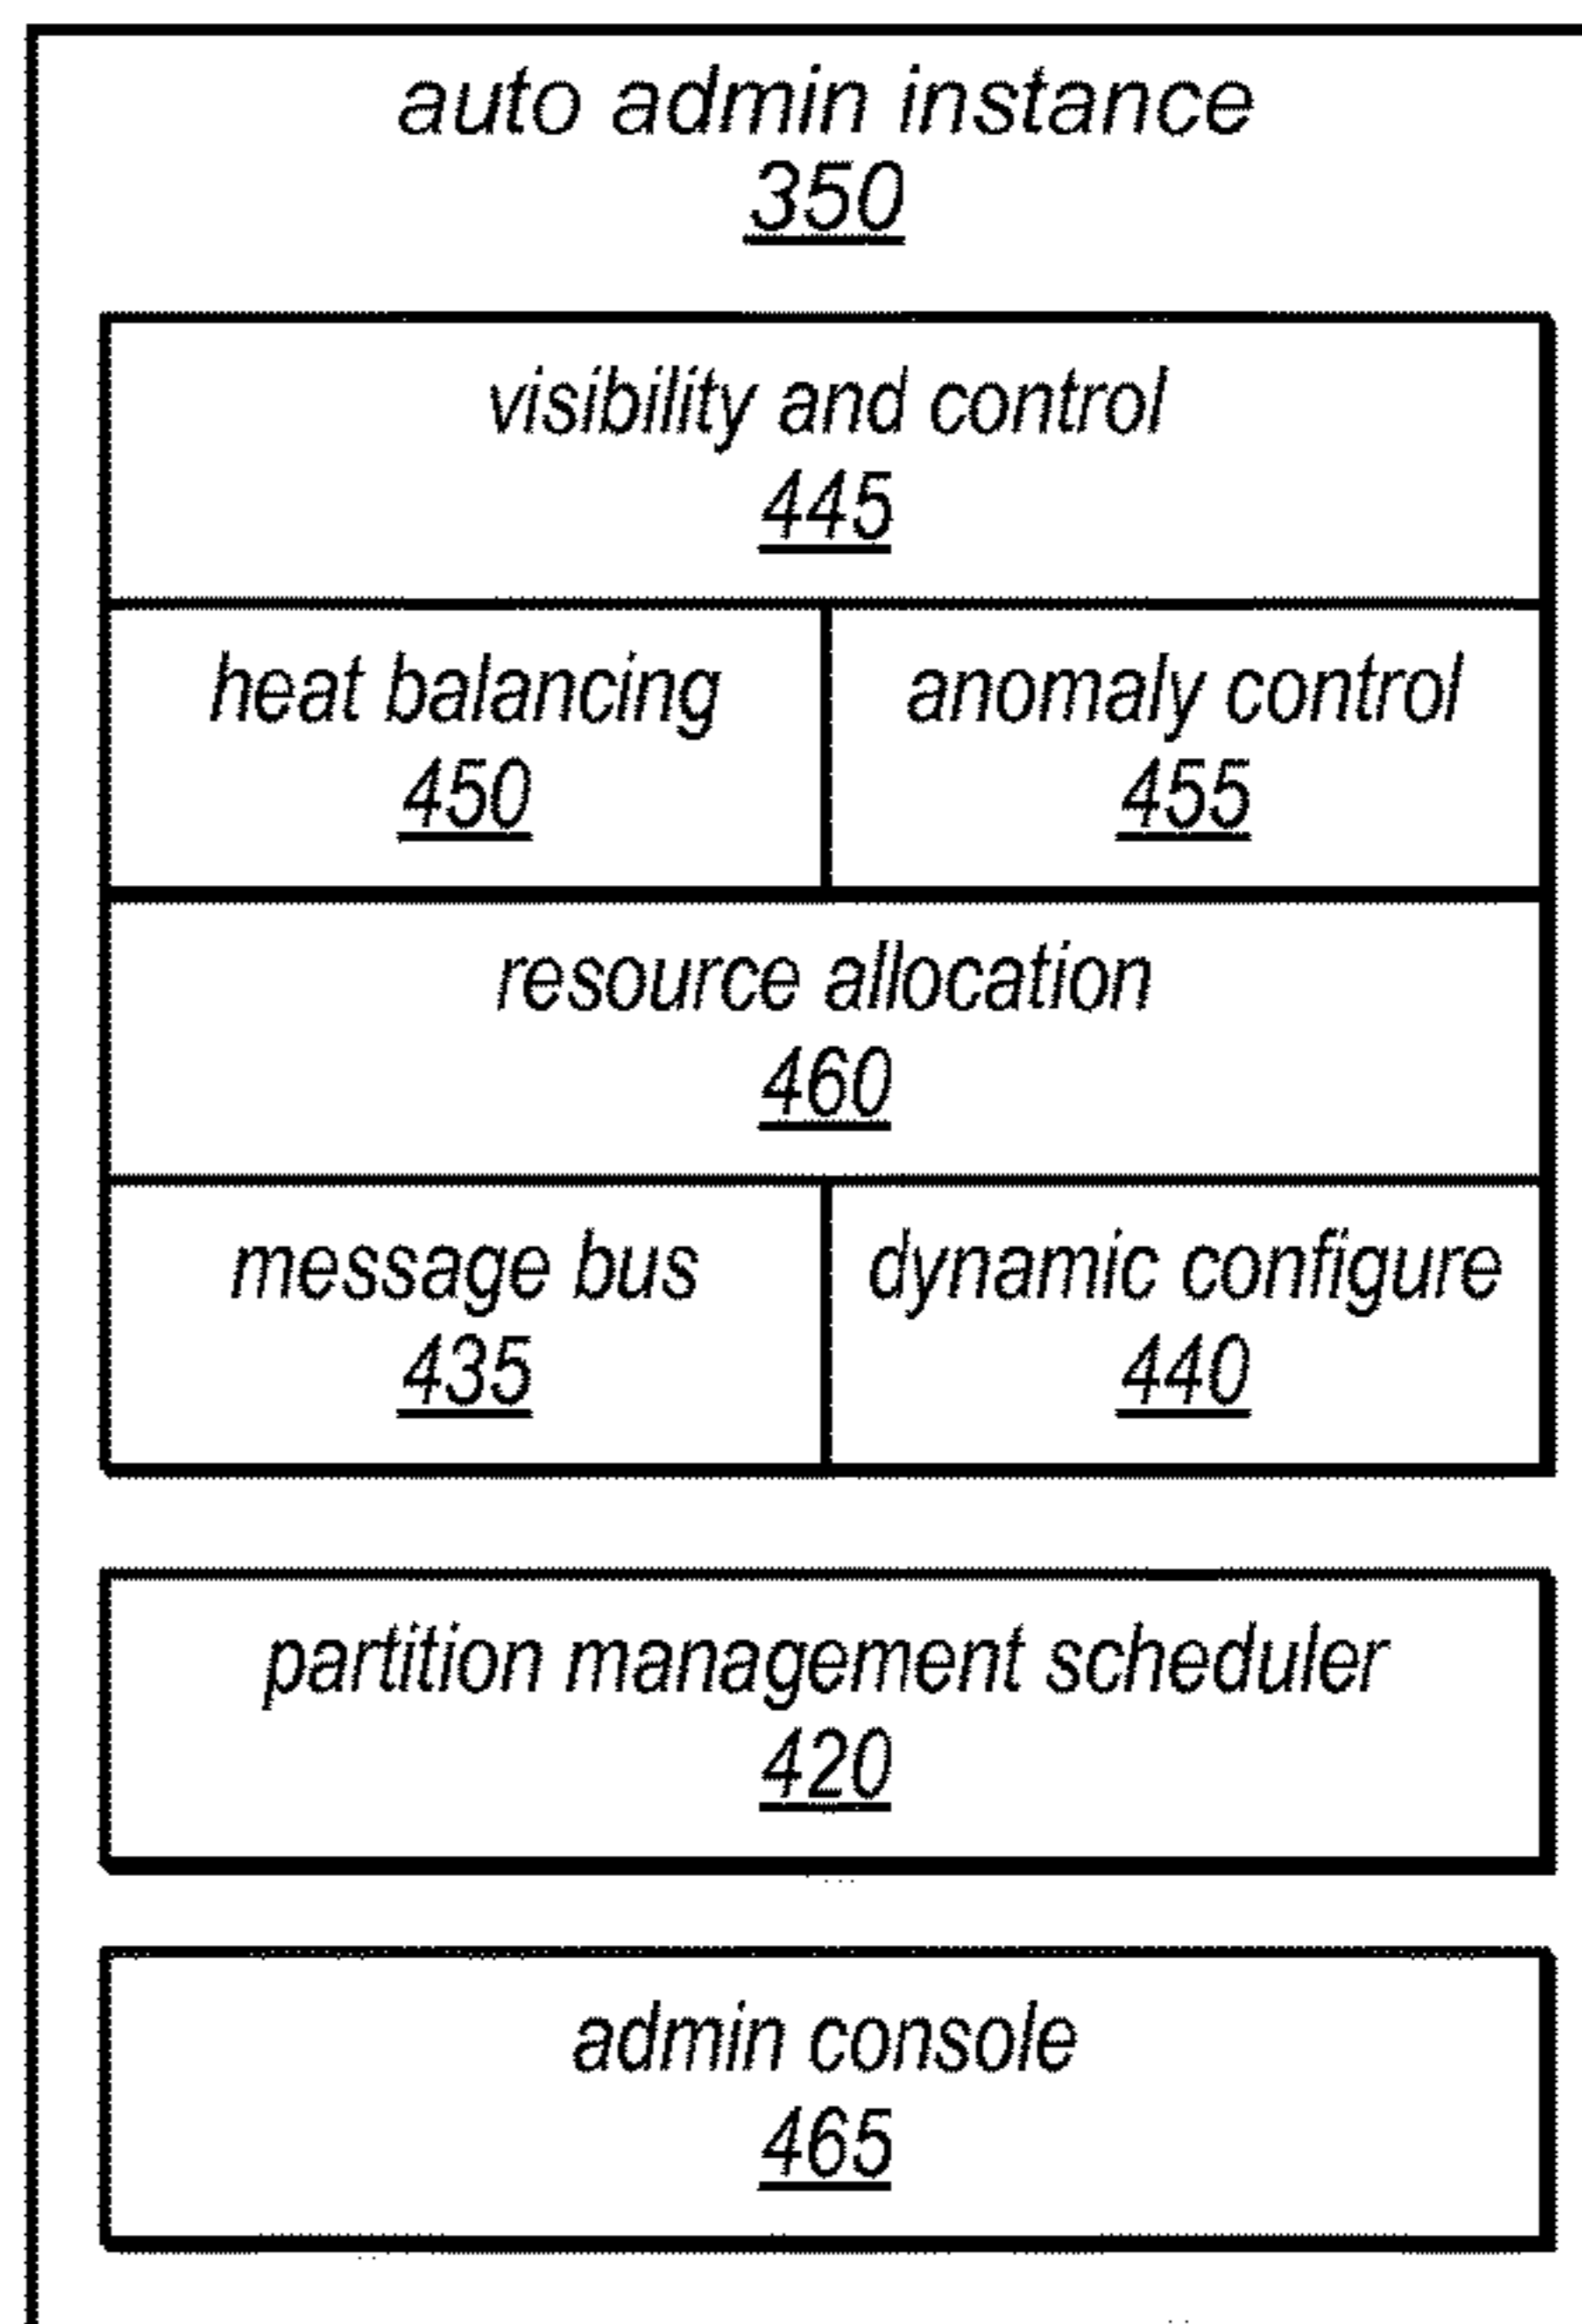 auto admin instance
350
visibility and control
445
heat balancing
450
anomaly control
455
resource allocation
460
message bus
435
dynamic configure
440
partition management scheduler
420
admin console
465